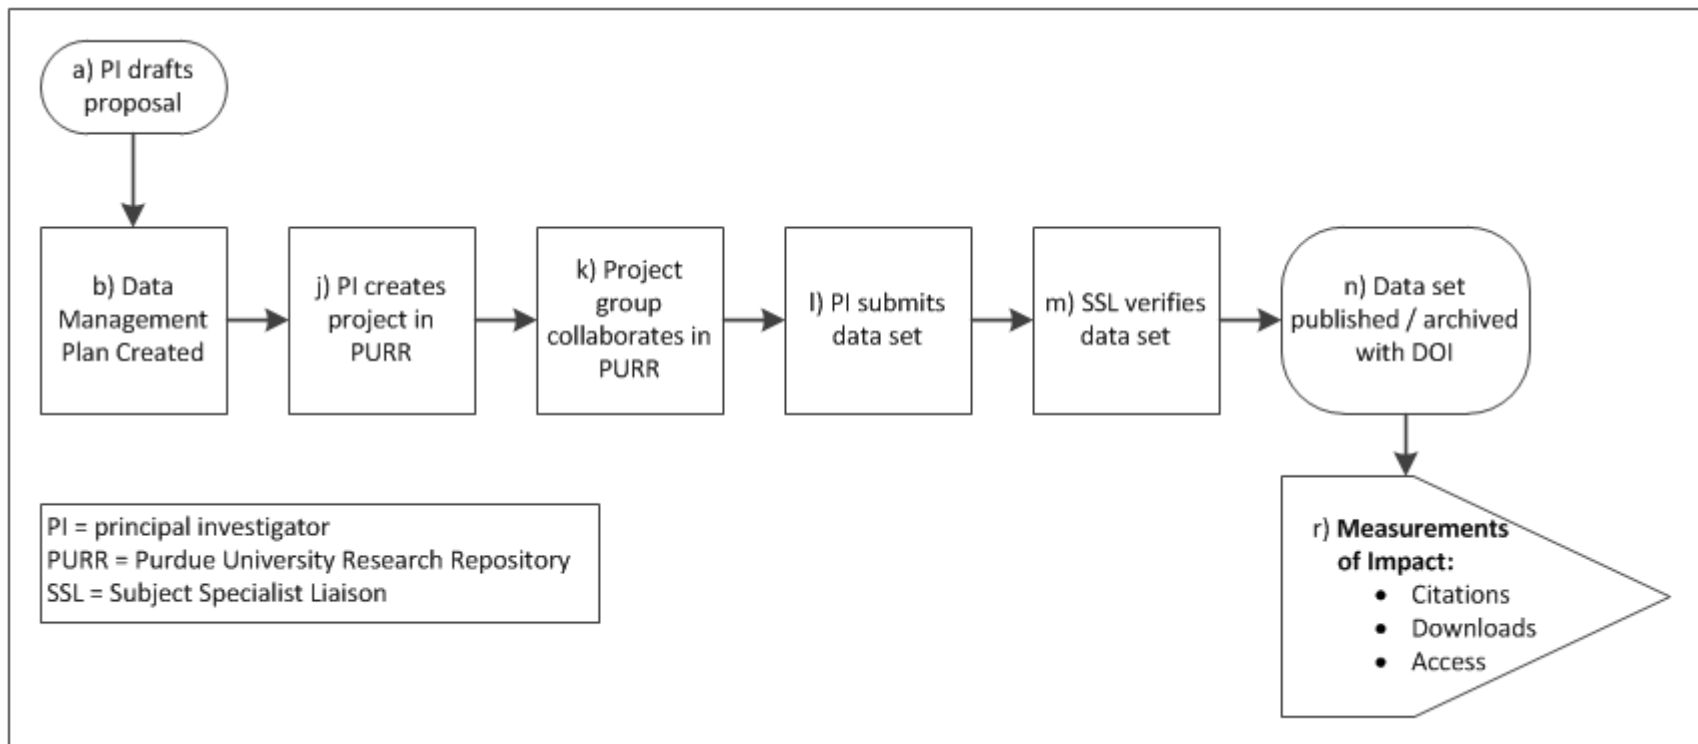 a) PI drafts
proposal
b) Data
Management
Plan Created
j) PI creates
project in
PURR
k) Project
group
collaborates in
PURR
l) PI submits
data set
m) SSL verifies
data set
n) Data set
published / archived
with DOI
PI = principal investigator
PURR = Purdue University Research Repository
SSL = Subject Specialist Liaison
r) Measurements
of Impact:
• Citations
• Downloads
• Access